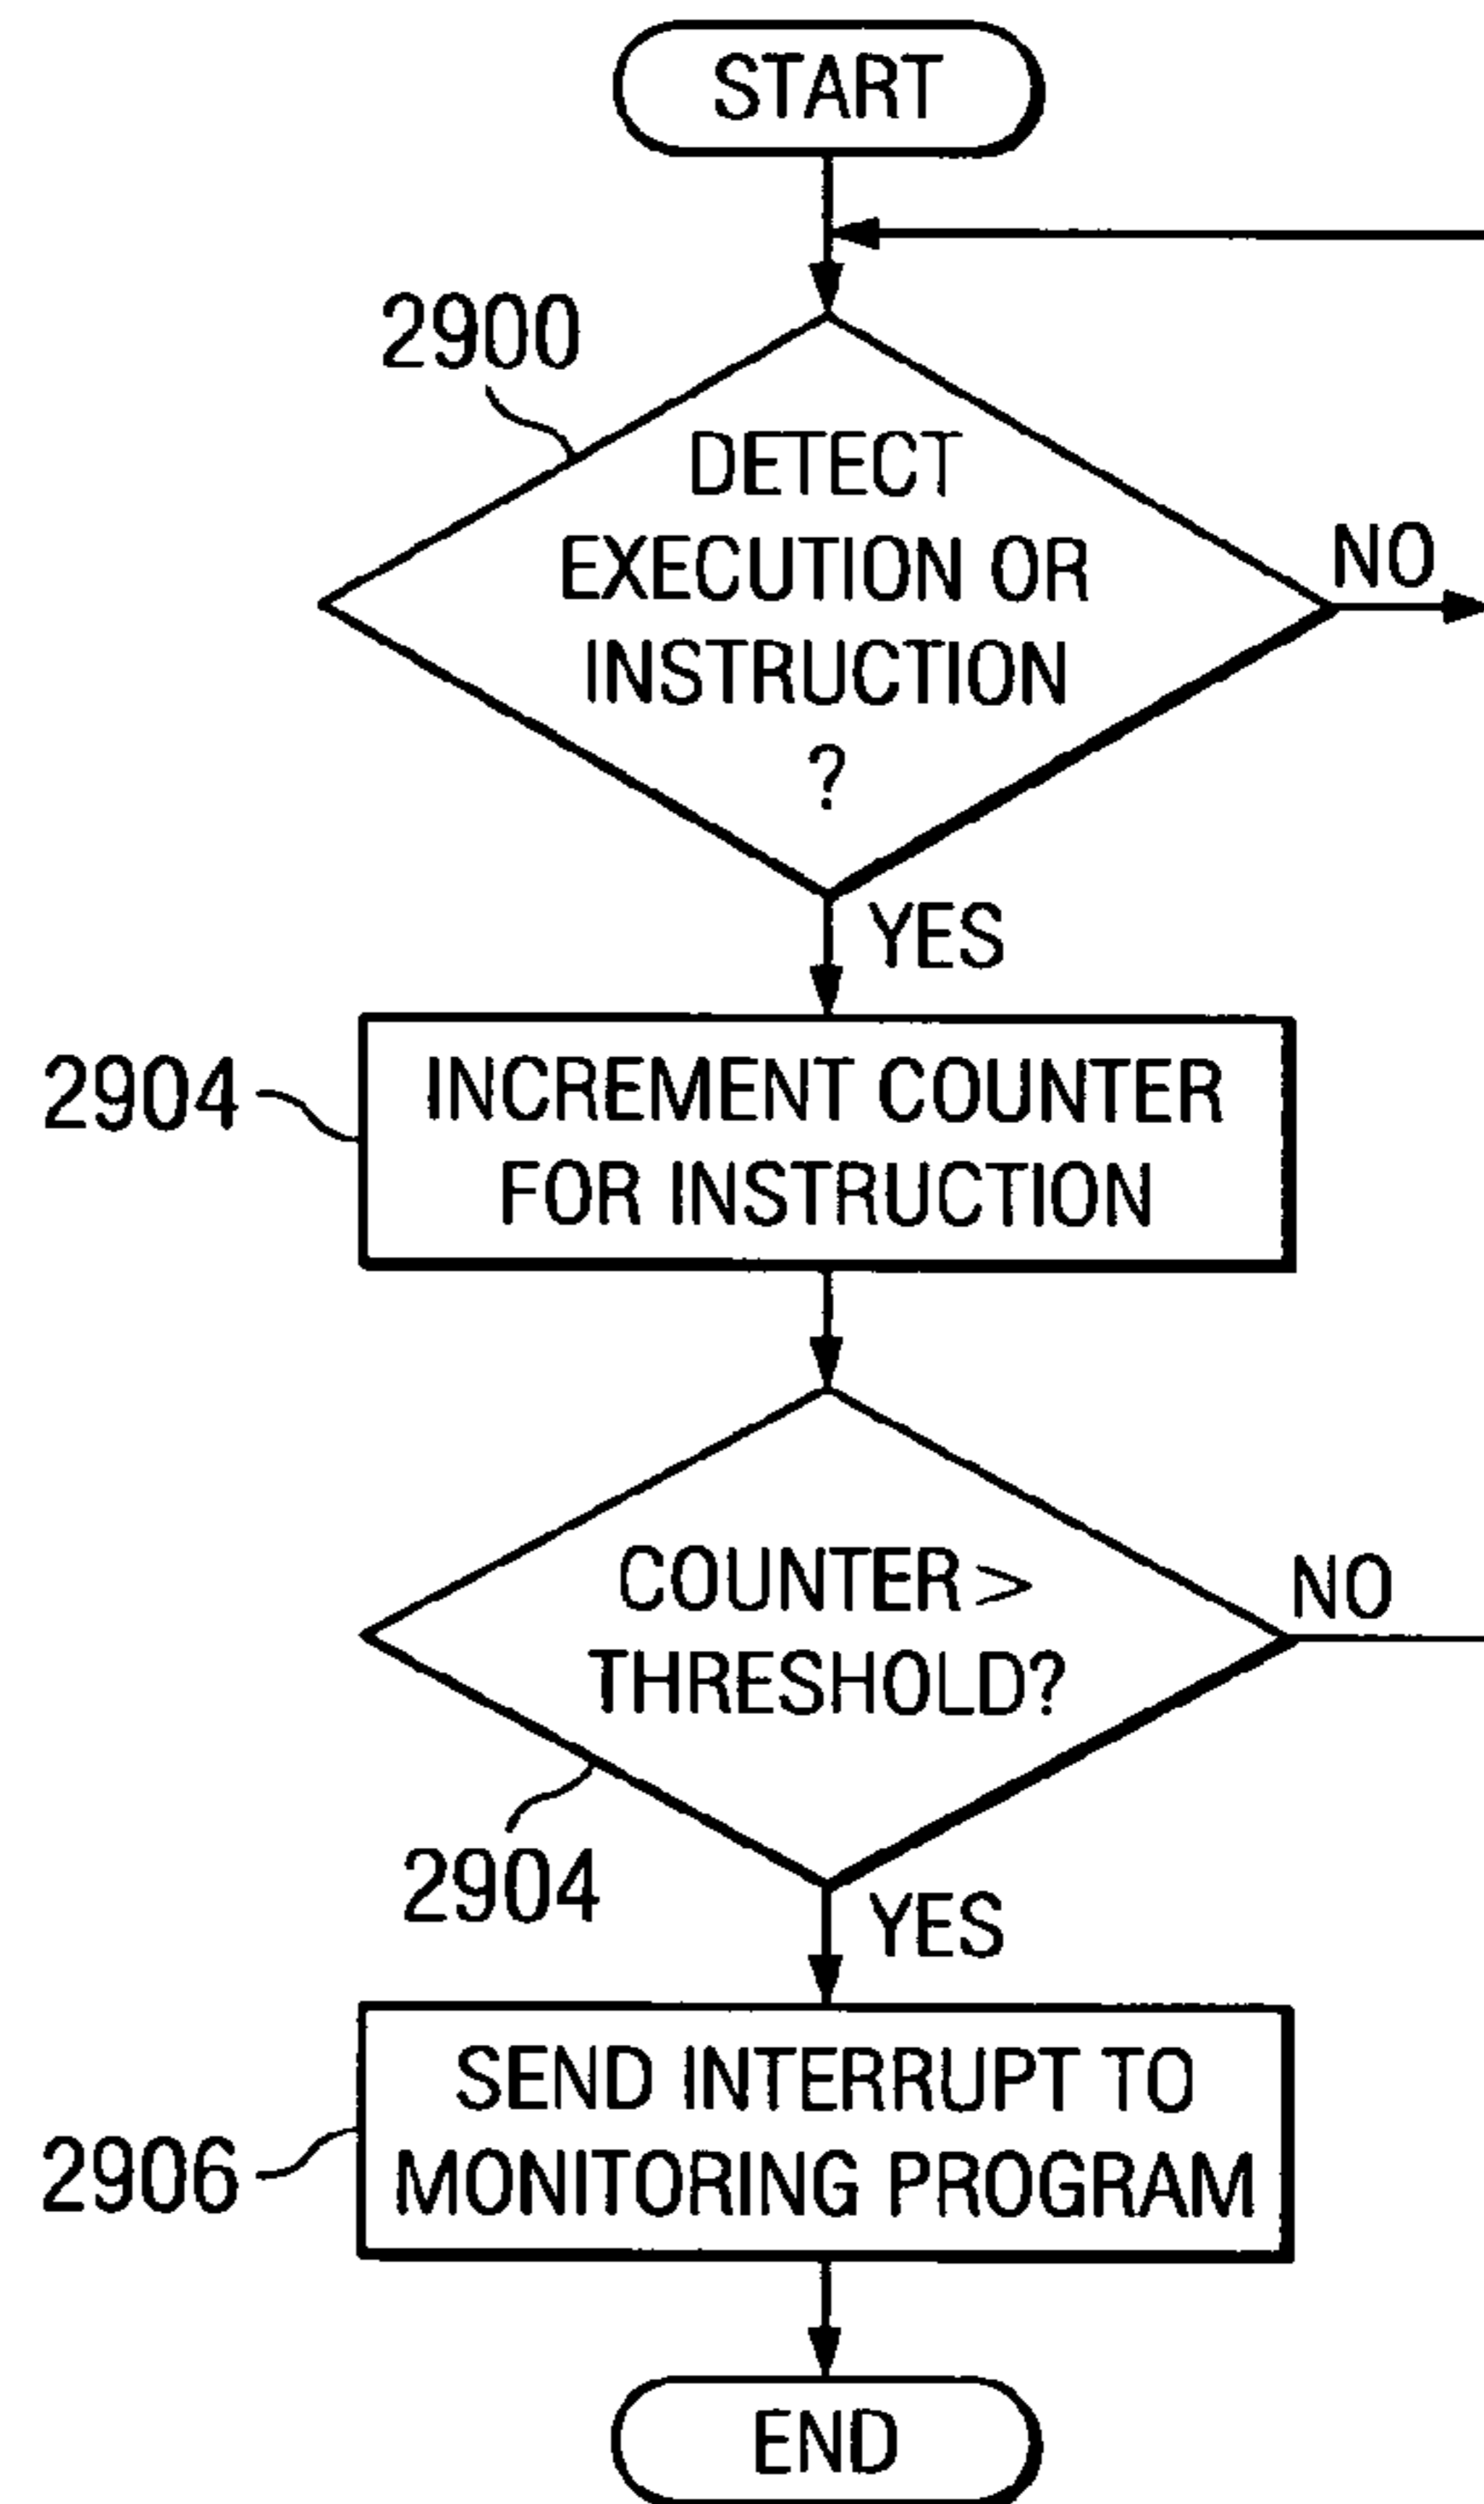 START
2900
DETECT
EXECUTION OR
INSTRUCTION
?
NO
YES
2904
INCREMENT COUNTER
FOR INSTRUCTION
COUNTER >
THRESHOLD?
NO
2904
YES
SEND INTERRUPT TO
MONITORING PROGRAM
2906
END